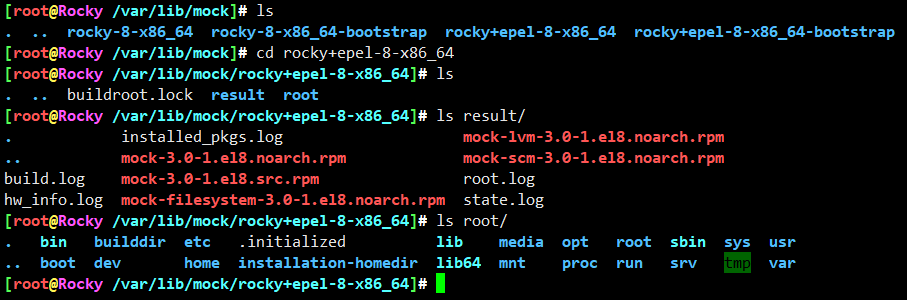 [root@Rocky /var/lib/mock]# ls
.  ..  rocky-8-x86_64  rocky-8-x86_64-bootstrap  rocky+epel-8-x86_64  rocky+epel-8-x86_64-bootstrap
[root@Rocky /var/lib/mock]# cd rocky+epel-8-x86_64
[root@Rocky /var/lib/mock/rocky+epel-8-x86_64]# ls
.  ..  buildroot.lock  result  root
[root@Rocky /var/lib/mock/rocky+epel-8-x86_64]# ls result/
.            installed_pkgs.log                    mock-lvm-3.0-1.el8.noarch.rpm
..           mock-3.0-1.el8.noarch.rpm             mock-scm-3.0-1.el8.noarch.rpm
build.log    mock-3.0-1.el8.src.rpm                root.log
hw_info.log  mock-filesystem-3.0-1.el8.noarch.rpm  state.log
[root@Rocky /var/lib/mock/rocky+epel-8-x86_64]# ls root/
.   bin   builddir  etc   .initialized          lib    media  opt   root  sbin  sys  usr
..  boot  dev       home  installation-homedir  lib64  mnt    proc  run   srv   tmp  var
[root@Rocky /var/lib/mock/rocky+epel-8-x86_64]#